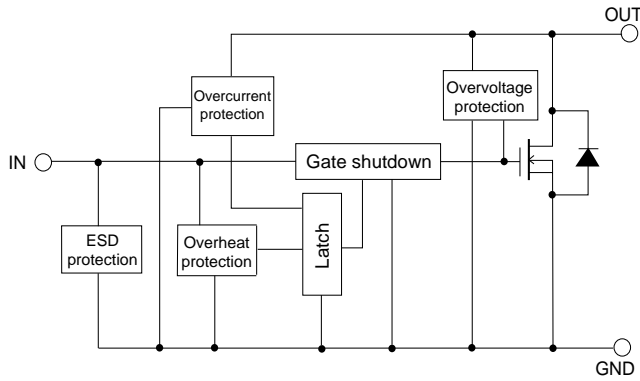 OUT
Overcurrent
protection
Overvoltage
protection
IN
Gate shutdown
ESD
protection
Overheat
protection
Latch
GND